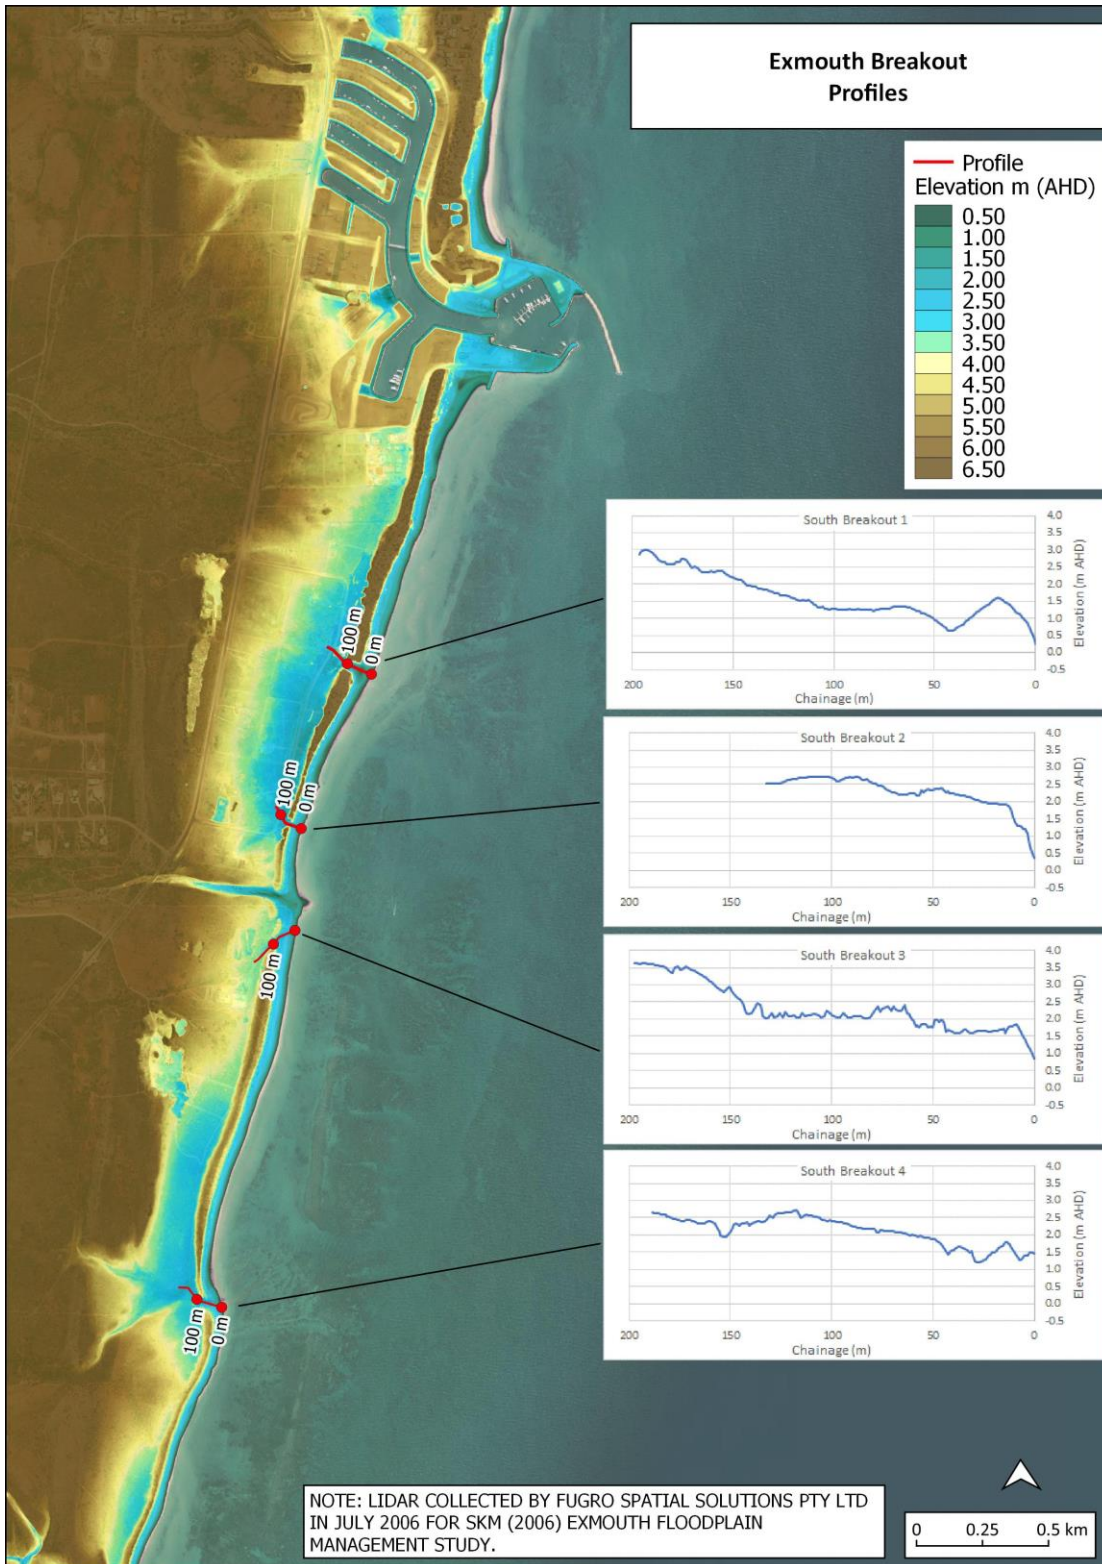 Exmouth Breakout
Profiles
Profile
Elevation m (AHD)
0.50
1.00
1.50
2.00
2.50
3.00
3.50
4.00
4.50
5.00
5.50
6.00
6.50
South Breakout 1
4.0
3.5
3.0
2.5
2.0
1.5
1.0
0.5
0.0
-0.5
Elevation (m AHD)
200
150
100
50
0
Chainage (m)
100 m
0 m
South Breakout 2
4.0
3.5
3.0
2.5
2.0
1.5
1.0
0.5
0.0
-0.5
Elevation (m AHD)
200
150
100
50
0
Chainage (m)
100 m
0 m
South Breakout 3
4.0
3.5
3.0
2.5
2.0
1.5
1.0
0.5
0.0
-0.5
Elevation (m AHD)
200
150
100
50
0
Chainage (m)
100 m
South Breakout 4
4.0
3.5
3.0
2.5
2.0
1.5
1.0
0.5
0.0
-0.5
Elevation (m AHD)
200
150
100
50
0
Chainage (m)
100 m
0 m
NOTE: LIDAR COLLECTED BY FUGRO SPATIAL SOLUTIONS PTY LTD
IN JULY 2006 FOR SKM (2006) EXMOUTH FLOODPLAIN
MANAGEMENT STUDY.
0 0.25 0.5 km